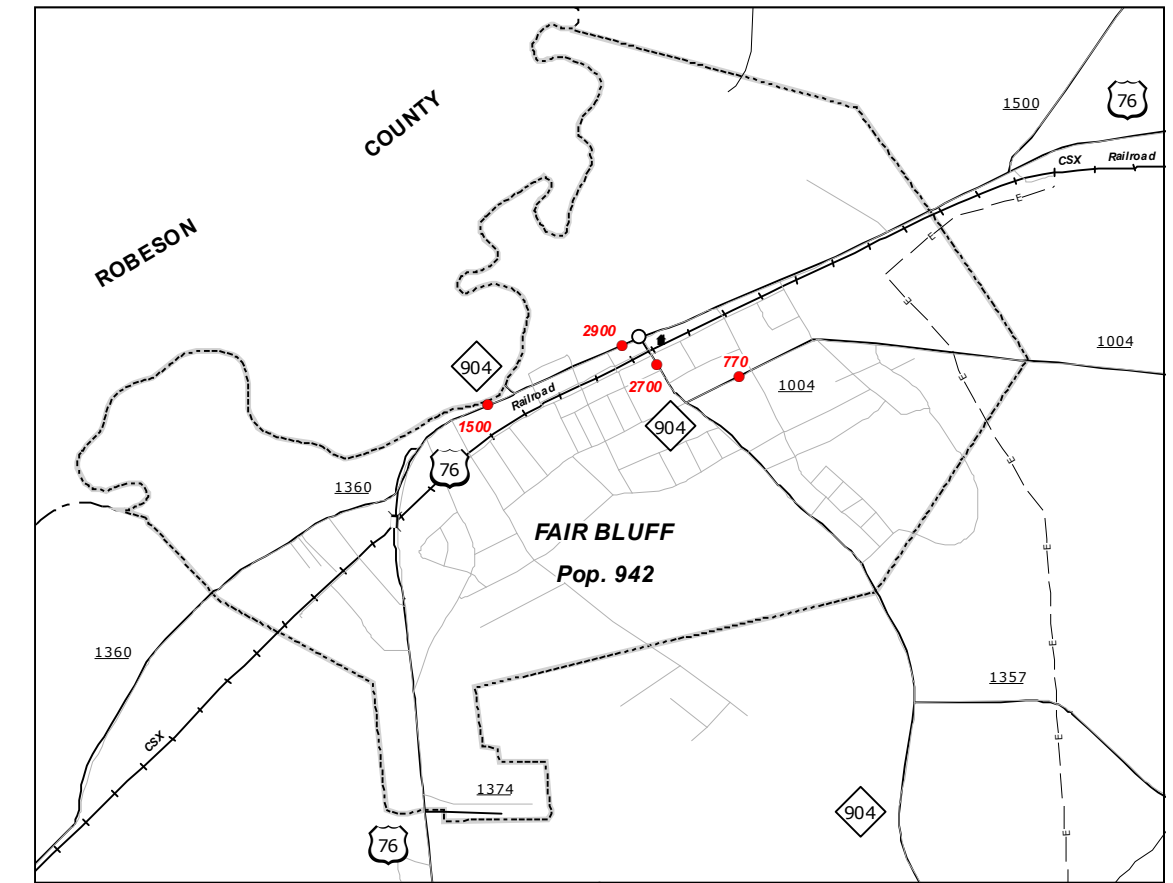 1500
76
COUNTY
CSX Railroad
E
ROBESON
E
E
2900
904
1004
770
E
2700
1004
Railroad
1500
904
E
76
1360
FAIR BLUFF
E
Pop. 942
1360
E
1357
CSX
E
1374
904
E
76